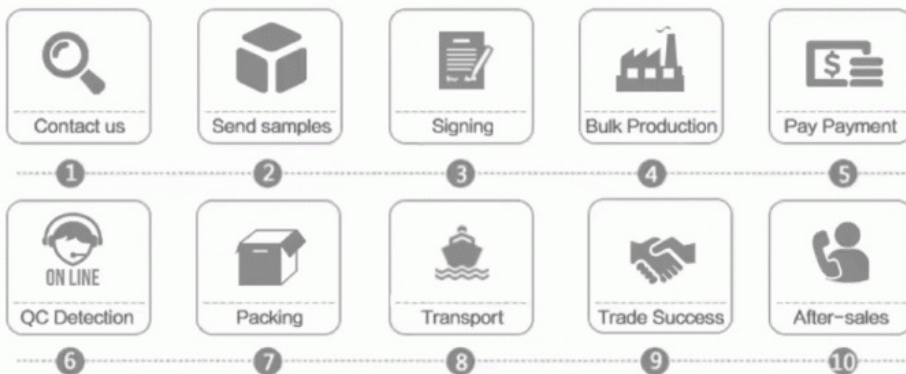 Contact us
Send samples
Signing
Bulk Production
$
Pay Payment
1
2
3
4
5
ON LINE
QC Detection
Packing
Transport
Trade Success
After-sales
6
7
8
9
10